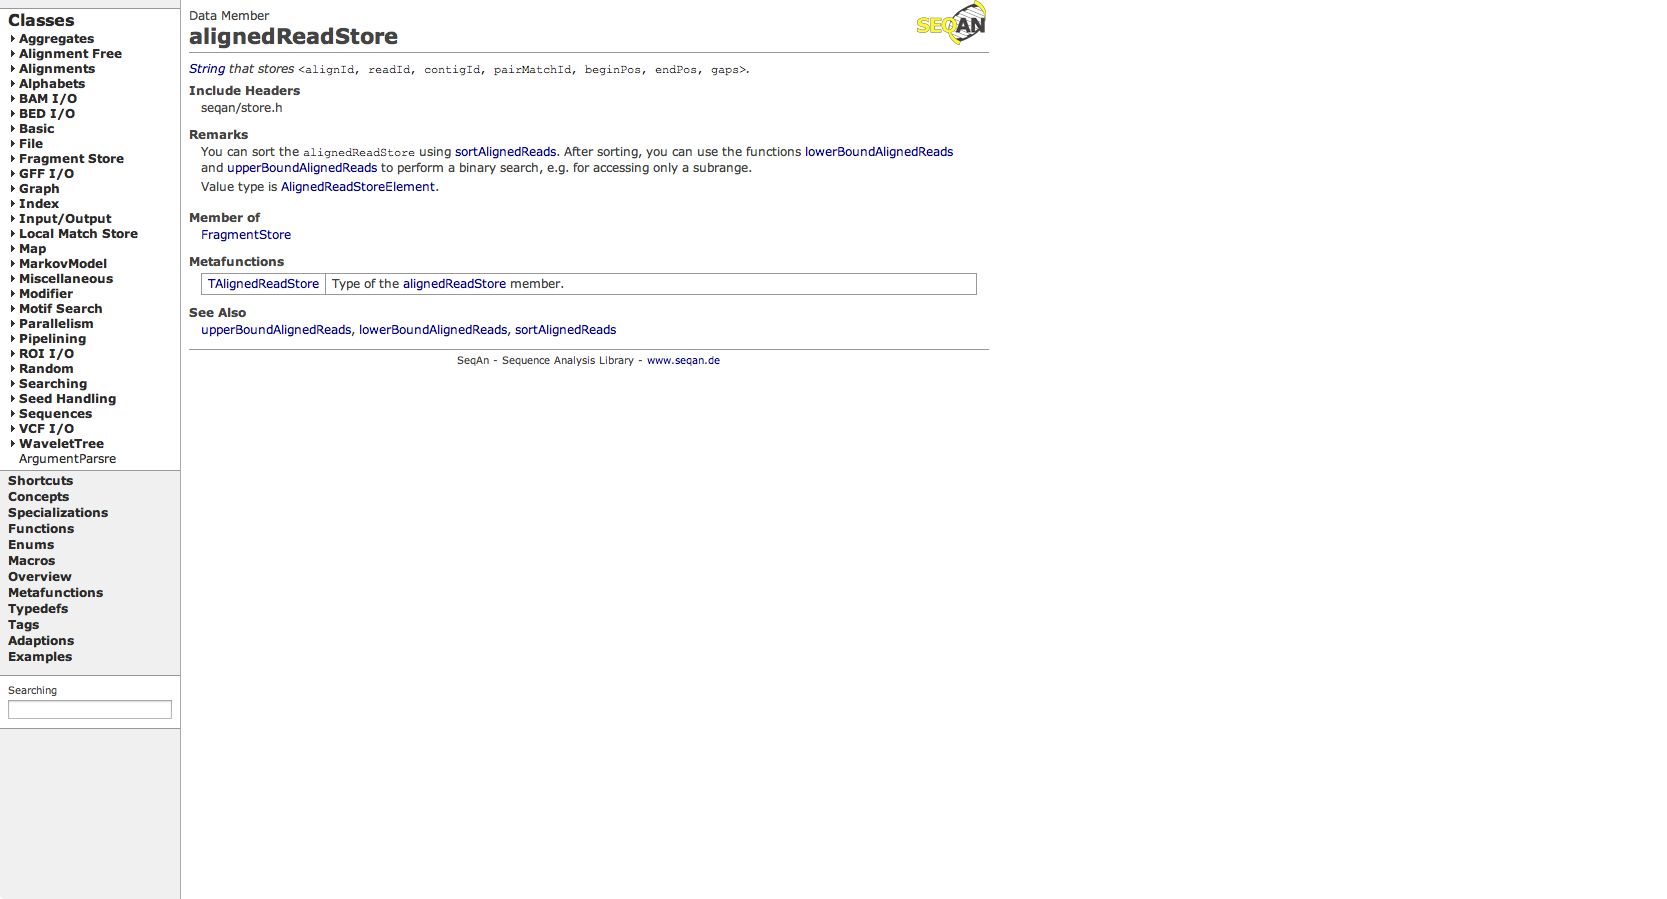 Classes
Aggregates
Alignment Free
Alignments
Alphabets
BAM I/O
BED I/O
Basic
File
Fragment Store
GFF I/O
Graph
Index
Input/Output
Local Match Store
Map
MarkovModel
Miscellaneous
Modifier
Motif Search
Parallelism
Pipelining
ROI I/O
Random
Searching
Seed Handling
Sequences
VCF I/O
WaveletTree
ArgumentParsre
Shortcuts
Concepts
Specializations
Functions
Enums
Macros
Overview
Metafunctions
Typedefs
Tags
Adaptions
Examples
Searching
Data Member
alignedReadStore
SEQAN
String that stores <alignId, readId, contigId, pairMatchId, beginPos, endPos, gaps>.
Include Headers
seqan/store.h
Remarks
You can sort the alignedReadStore using sortAlignedReads. After sorting, you can use the functions lowerBoundAlignedReads
and upperBoundAlignedReads to perform a binary search, e.g. for accessing only a subrange.
Value type is AlignedReadStoreElement.
Member of
FragmentStore
Metafunctions
TAlignedReadStore Type of the alignedReadStore member.
See Also
upperBoundAlignedReads, lowerBoundAlignedReads, sortAlignedReads
SeqAn - Sequence Analysis Library - www.seqan.de